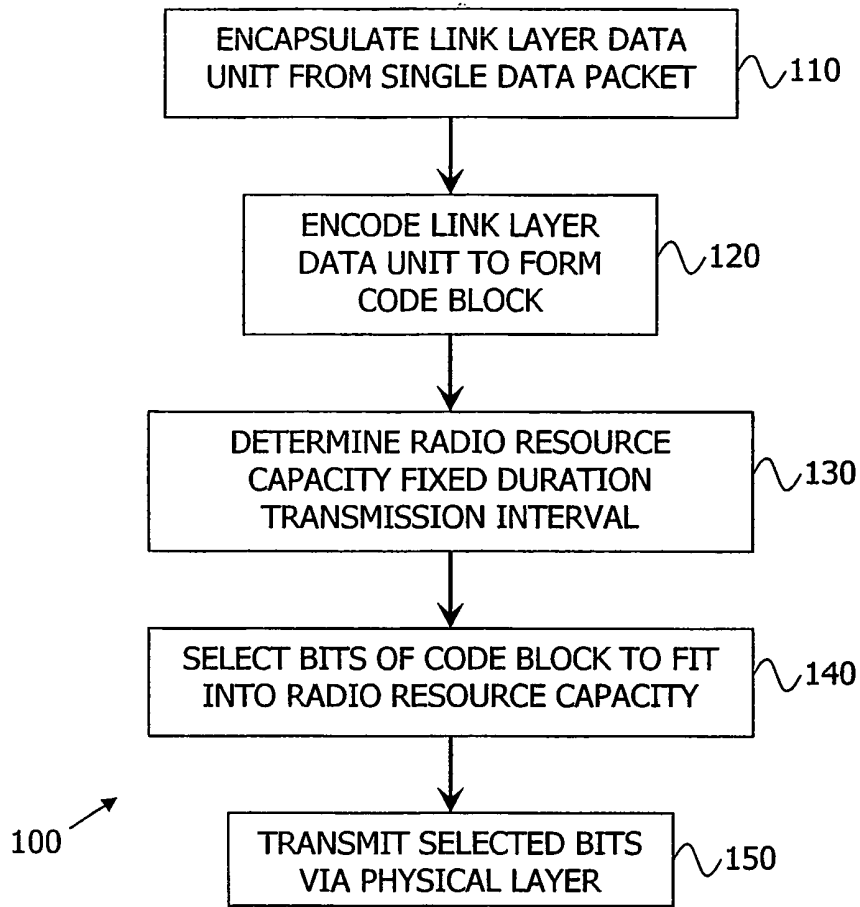 ENCAPSULATE LINK LAYER DATA
UNIT FROM SINGLE DATA PACKET
110
ENCODE LINK LAYER
DATA UNIT TO FORM
CODE BLOCK
120
DETERMINE RADIO RESOURCE
CAPACITY FIXED DURATION
TRANSMISSION INTERVAL
130
SELECT BITS OF CODE BLOCK TO FIT
INTO RADIO RESOURCE CAPACITY
140
100
TRANSMIT SELECTED BITS
VIA PHYSICAL LAYER
150